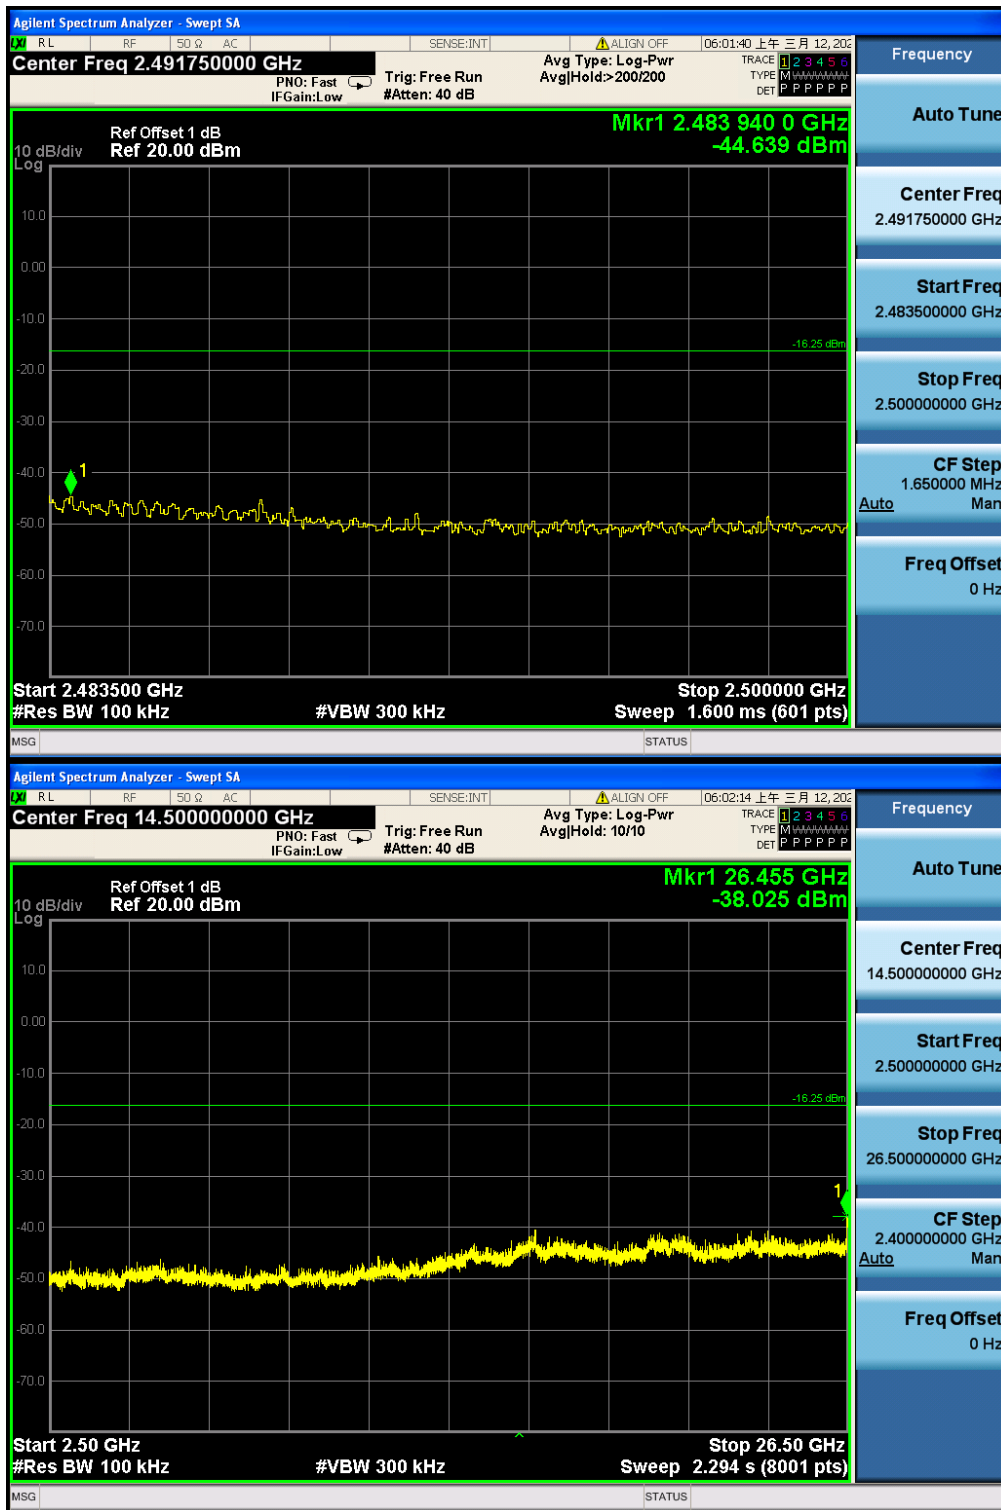 Agilent Spectrum Analyzer - Swept SA
LXI RL RF 50 Ω AC SENSE:INT ALIGN OFF 06:01:40 上午 三月 12, 202
Center Freq 2.491750000 GHz
PNO: Fast
IFGain:Low
Trig: Free Run
#Atten: 40 dB
Avg Type: Log-Pwr
Avg|Hold:>200/200
TRACE 1 2 3 4 5 6
TYPE M
DET P P P P P P
Mkr1 2.483 940 0 GHz
-44.639 dBm
Ref Offset 1 dB
10 dB/div Ref 20.00 dBm
Log
10.0
0.00
-10.0
-16.25 dBm
-20.0
-30.0
-40.0
1
-50.0
-60.0
-70.0
Start 2.483500 GHz Stop 2.500000 GHz
#Res BW 100 kHz #VBW 300 kHz Sweep 1.600 ms (601 pts)
MSG STATUS
Frequency
Auto Tune
Center Freq
2.491750000 GHz
Start Freq
2.483500000 GHz
Stop Freq
2.500000000 GHz
CF Step
1.650000 MHz
Auto Man
Freq Offset
0 Hz
Agilent Spectrum Analyzer - Swept SA
LXI RL RF 50 Ω AC SENSE:INT ALIGN OFF 06:02:14 上午 三月 12, 202
Center Freq 14.500000000 GHz
PNO: Fast
IFGain:Low
Trig: Free Run
#Atten: 40 dB
Avg Type: Log-Pwr
Avg|Hold: 10/10
TRACE 1 2 3 4 5 6
TYPE M
DET P P P P P P
Mkr1 26.455 GHz
-38.025 dBm
Ref Offset 1 dB
10 dB/div Ref 20.00 dBm
Log
10.0
0.00
-10.0
-16.25 dBm
-20.0
-30.0
1
-40.0
-50.0
-60.0
-70.0
Start 2.50 GHz Stop 26.50 GHz
#Res BW 100 kHz #VBW 300 kHz Sweep 2.294 s (8001 pts)
MSG STATUS
Frequency
Auto Tune
Center Freq
14.500000000 GHz
Start Freq
2.500000000 GHz
Stop Freq
26.500000000 GHz
CF Step
2.400000000 GHz
Auto Man
Freq Offset
0 Hz